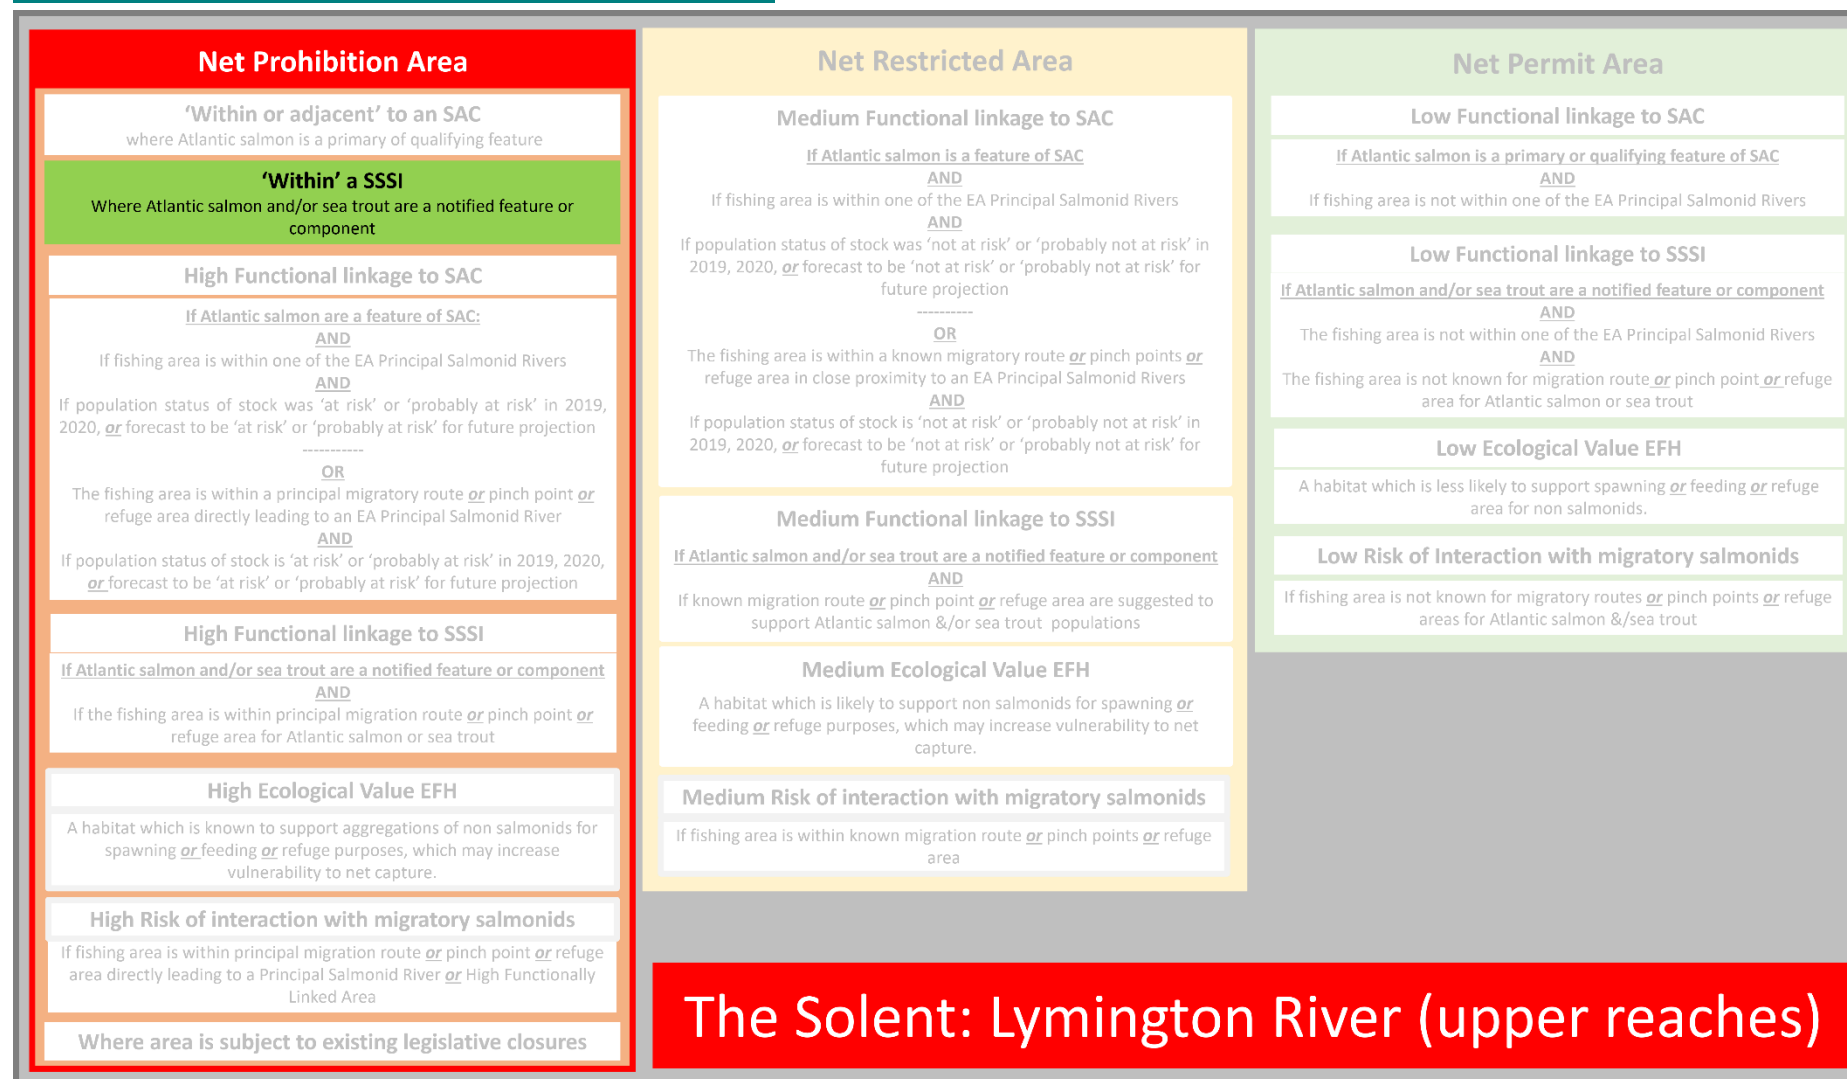 Net Prohibition Area
‘Within or adjacent’ to an SAC
where Atlantic salmon is a primary of qualifying feature
‘Within’ a SSSI
Where Atlantic salmon and/or sea trout are a notified feature or
component
High Functional linkage to SAC
If Atlantic salmon are a feature of SAC:
AND
If fishing area is within one of the EA Principal Salmonid Rivers
AND
If population status of stock was ‘at risk’ or ‘probably at risk’ in 2019,
2020, or forecast to be ‘at risk’ or ‘probably at risk’ for future projection
-----------
OR
The fishing area is within a principal migratory route or pinch point or
refuge area directly leading to an EA Principal Salmonid River
AND
If population status of stock is ‘at risk’ or ‘probably at risk’ in 2019, 2020,
or forecast to be ‘at risk’ or ‘probably at risk’ for future projection
High Functional linkage to SSSI
If Atlantic salmon and/or sea trout are a notified feature or component
AND
If the fishing area is within principal migration route or pinch point or
refuge area for Atlantic salmon or sea trout
High Ecological Value EFH
A habitat which is known to support aggregations of non salmonids for
spawning or feeding or refuge purposes, which may increase
vulnerability to net capture.
High Risk of interaction with migratory salmonids
If fishing area is within principal migration route or pinch point or refuge
area directly leading to a Principal Salmonid River or High Functionally
Linked Area
Where area is subject to existing legislative closures
Net Restricted Area
Medium Functional linkage to SAC
If Atlantic salmon is a feature of SAC
AND
If fishing area is within one of the EA Principal Salmonid Rivers
AND
If population status of stock was ‘not at risk’ or ‘probably not at risk’ in
2019, 2020, or forecast to be ‘not at risk’ or ‘probably not at risk’ for
future projection
----------
OR
The fishing area is within a known migratory route or pinch points or
refuge area in close proximity to an EA Principal Salmonid Rivers
AND
If population status of stock is ‘not at risk’ or ‘probably not at risk’ in
2019, 2020, or forecast to be ‘not at risk’ or ‘probably not at risk’ for
future projection
Medium Functional linkage to SSSI
If Atlantic salmon and/or sea trout are a notified feature or component
AND
If known migration route or pinch point or refuge area are suggested to
support Atlantic salmon &/or sea trout populations
Medium Ecological Value EFH
A habitat which is likely to support non salmonids for spawning or
feeding or refuge purposes, which may increase vulnerability to net
capture.
Medium Risk of interaction with migratory salmonids
If fishing area is within known migration route or pinch points or refuge
area
Net Permit Area
Low Functional linkage to SAC
If Atlantic salmon is a primary or qualifying feature of SAC
AND
If fishing area is not within one of the EA Principal Salmonid Rivers
Low Functional linkage to SSSI
If Atlantic salmon and/or sea trout are a notified feature or component
AND
The fishing area is not within one of the EA Principal Salmonid Rivers
AND
The fishing area is not known for migration route or pinch point or refuge
area for Atlantic salmon or sea trout
Low Ecological Value EFH
A habitat which is less likely to support spawning or feeding or refuge
area for non salmonids.
Low Risk of Interaction with migratory salmonids
If fishing area is not known for migratory routes or pinch points or refuge
areas for Atlantic salmon &/sea trout
The Solent: Lymington River (upper reaches)